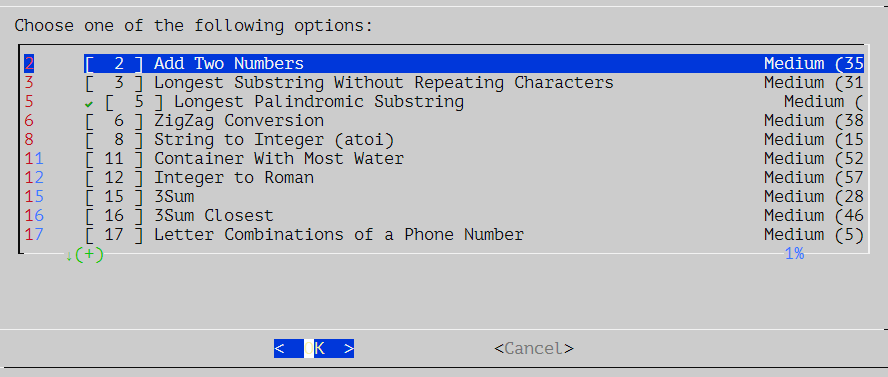 Choose one of the following options:
2 [ 2 ] Add Two Numbers Medium (35
3 [ 3 ] Longest Substring Without Repeating Characters Medium (31
5 ✔ [ 5 ] Longest Palindromic Substring Medium (
6 [ 6 ] ZigZag Conversion Medium (38
8 [ 8 ] String to Integer (atoi) Medium (15
11 [ 11 ] Container With Most Water Medium (52
12 [ 12 ] Integer to Roman Medium (57
15 [ 15 ] 3Sum Medium (28
16 [ 16 ] 3Sum Closest Medium (46
17 [ 17 ] Letter Combinations of a Phone Number Medium (5)
↓(+) 1%
< K > <Cancel>